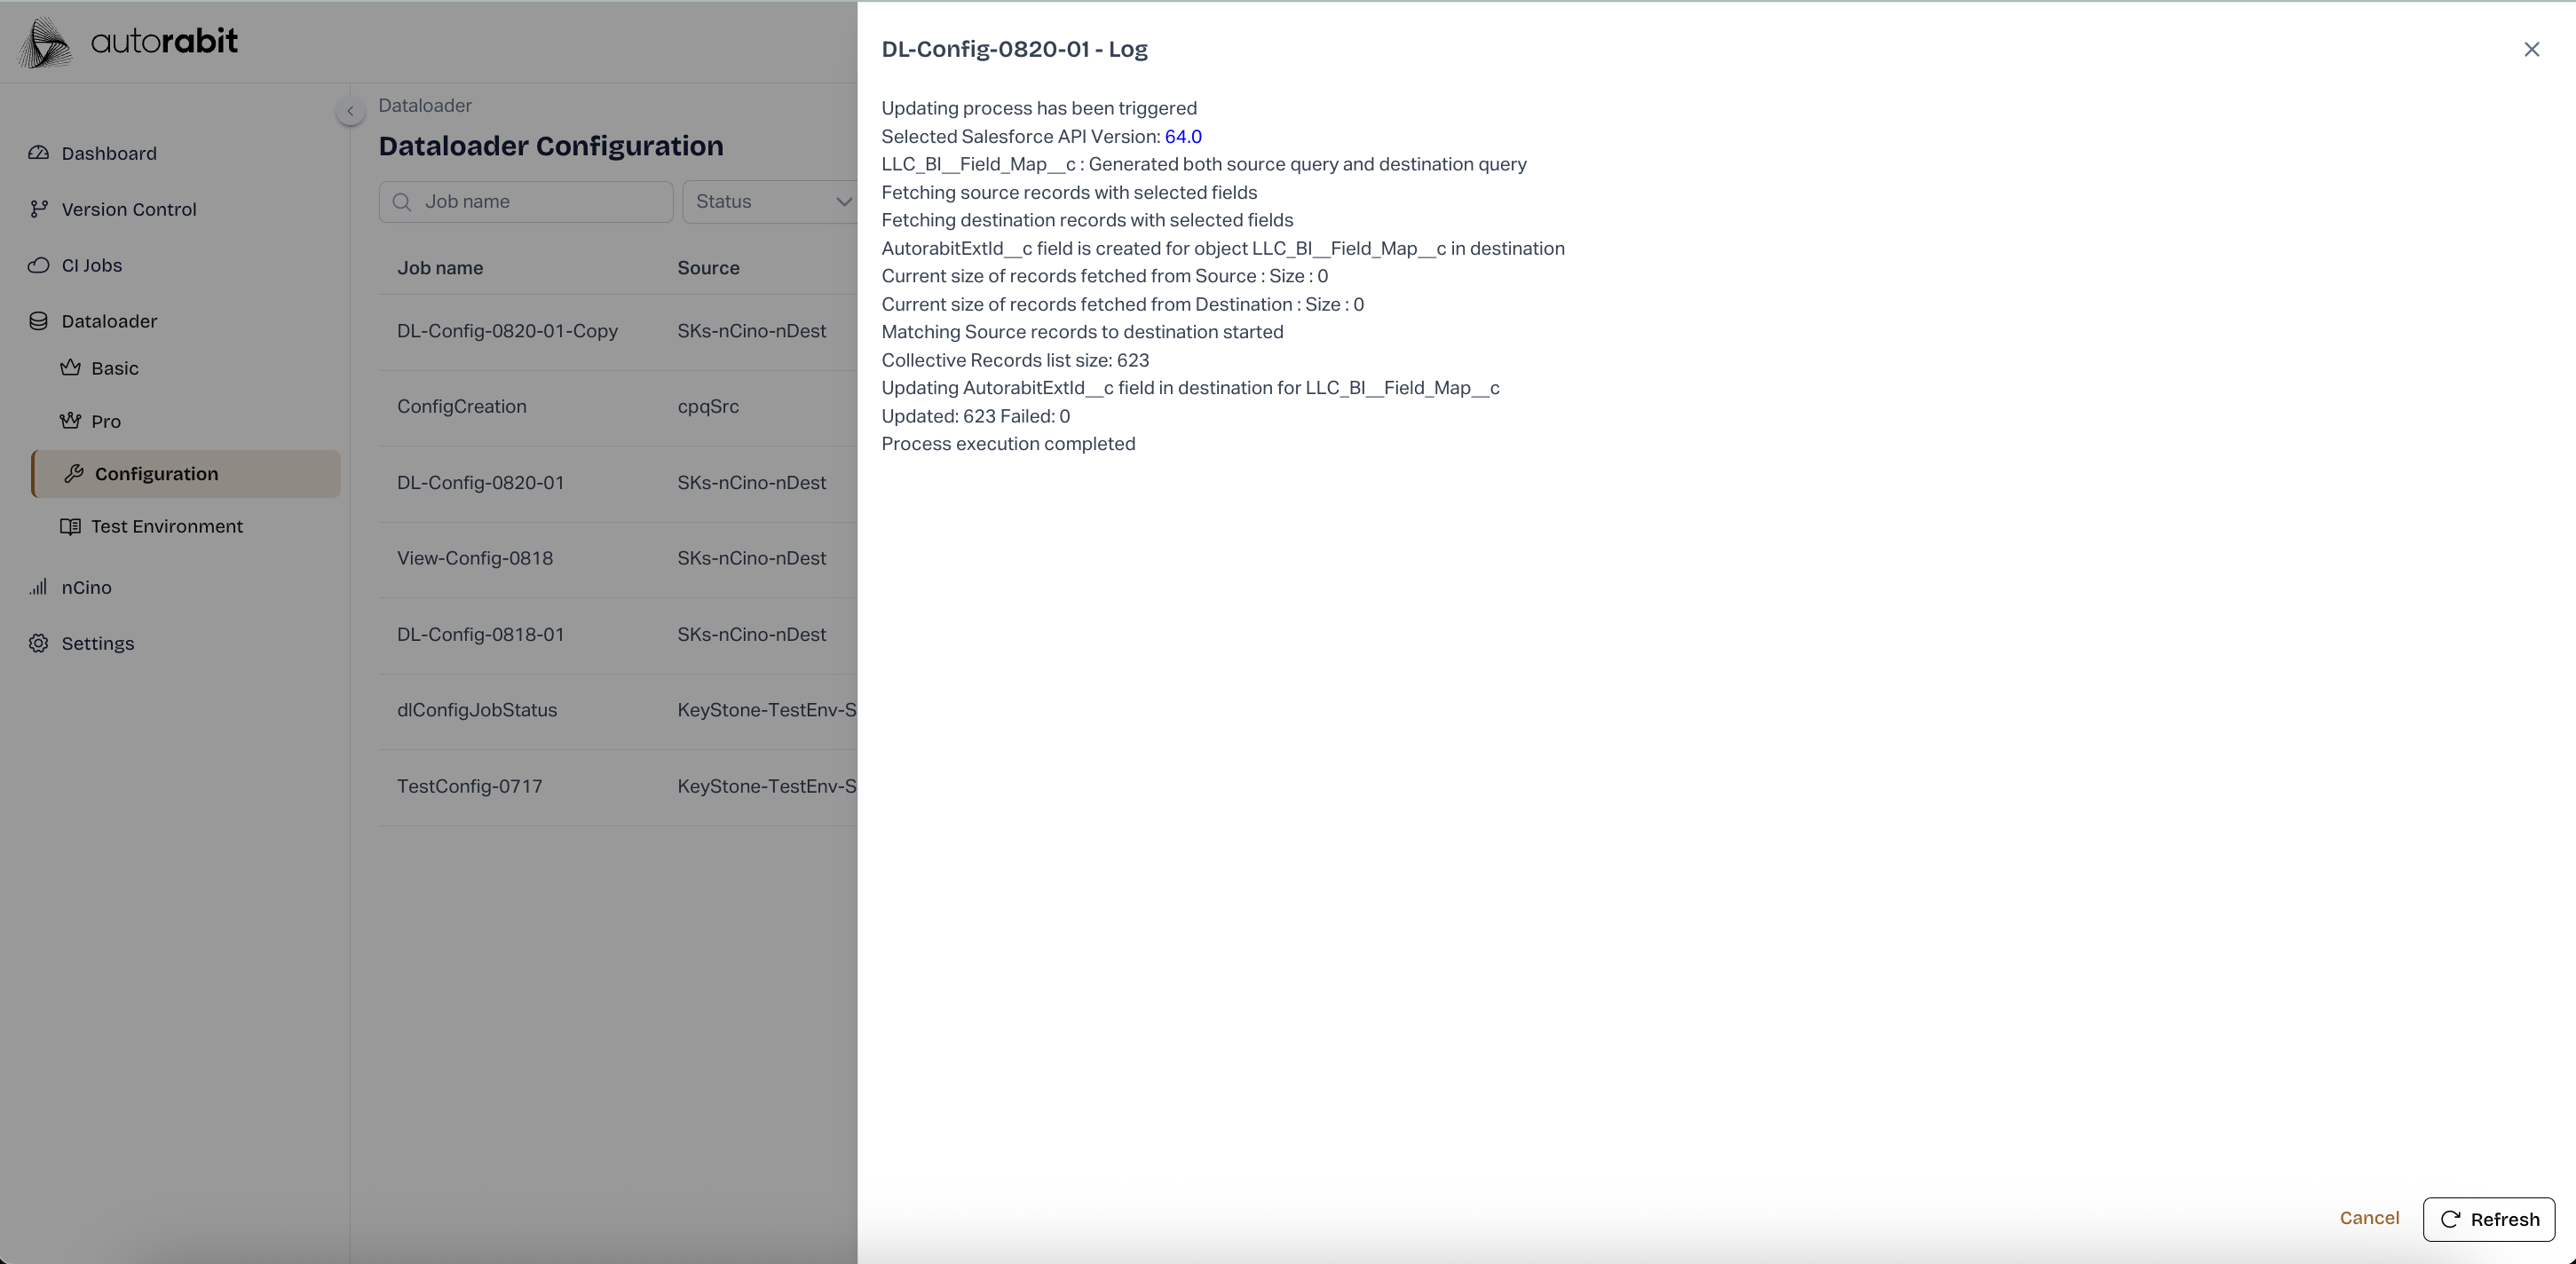 autorabit
Dashboard
Version Control
CI Jobs
Dataloader
Basic
Pro
Configuration
Test Environment
nCino
Settings
Dataloader
Dataloader Configuration
Job name
Status
Job name Source
DL-Config-0820-01-Copy SKs-nCino-nDest
ConfigCreation cpqSrc
DL-Config-0820-01 SKs-nCino-nDest
View-Config-0818 SKs-nCino-nDest
DL-Config-0818-01 SKs-nCino-nDest
dlConfigJobStatus KeyStone-TestEnv-S
TestConfig-0717 KeyStone-TestEnv-S
DL-Config-0820-01 - Log
Updating process has been triggered
Selected Salesforce API Version: 64.0
LLC_BI__Field_Map__c : Generated both source query and destination query
Fetching source records with selected fields
Fetching destination records with selected fields
AutorabitExtId__c field is created for object LLC_BI__Field_Map__c in destination
Current size of records fetched from Source : Size : 0
Current size of records fetched from Destination : Size : 0
Matching Source records to destination started
Collective Records list size: 623
Updating AutorabitExtId__c field in destination for LLC_BI__Field_Map__c
Updated: 623 Failed: 0
Process execution completed
Cancel
Refresh